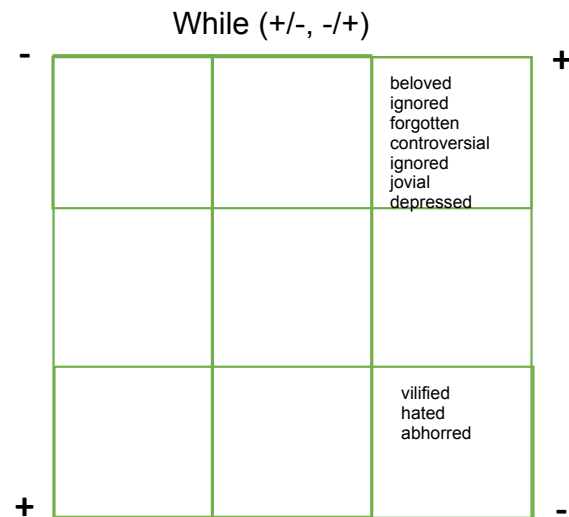 While (+/-, -/+)
- +
beloved
ignored
forgotten
controversial
ignored
jovial
depressed
vilified
hated
abhorred
+ -